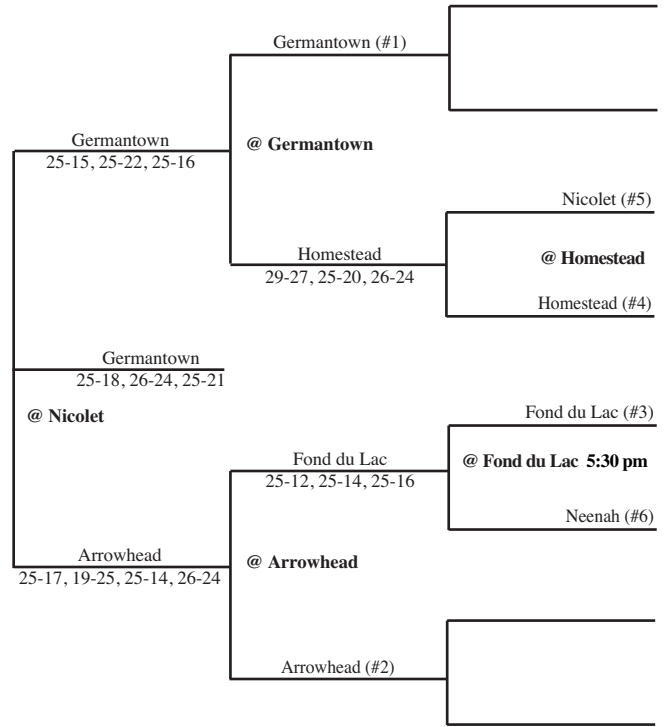 Germantown (#1)
Germantown
25-15, 25-22, 25-16
@ Germantown
Nicolet (#5)
Homestead
29-27, 25-20, 26-24
@ Homestead
Homestead (#4)
Germantown
25-18, 26-24, 25-21
@ Nicolet
Fond du Lac (#3)
Fond du Lac
25-12, 25-14, 25-16
@ Fond du Lac 5:30 pm
Neenah (#6)
Arrowhead
25-17, 19-25, 25-14, 26-24
@ Arrowhead
Arrowhead (#2)